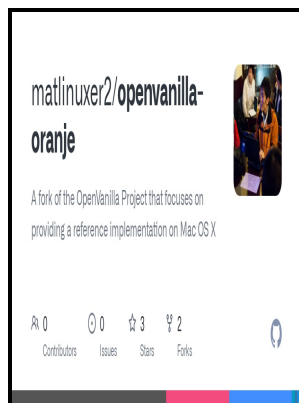 matlinuxer2/openvanilla-
oranje
A fork of the OpenVanilla Project that focuses on
providing a reference implementation on Mac OS X
0 0 3 2
Contributors Issues Stars Forks